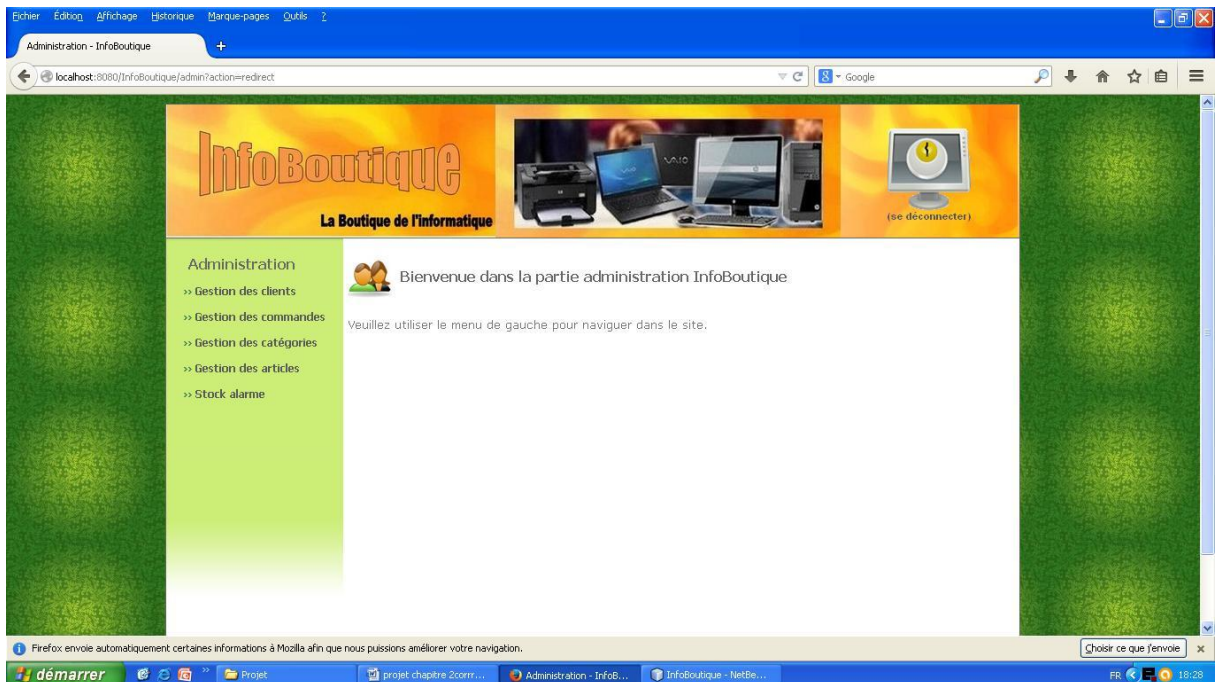 Fichier Édition Affichage Historique Marque-pages Outils ?
Administration - InfoBoutique
localhost:8080/InfoBoutique/admin?action=redirect
Google
InfoBoutique
La Boutique de l'informatique
VAIO
(se déconnecter)
Administration
›› Gestion des clients
›› Gestion des commandes
›› Gestion des catégories
›› Gestion des articles
›› Stock alarme
Bienvenue dans la partie administration InfoBoutique
Veuillez utiliser le menu de gauche pour naviguer dans le site.
Firefox envoie automatiquement certaines informations à Mozilla afin que nous puissions améliorer votre navigation.
Choisir ce que j'envoie
démarrer
Projet
projet chapitre 2corrr...
Administration - InfoB...
InfoBoutique - NetBe...
FR
18:28